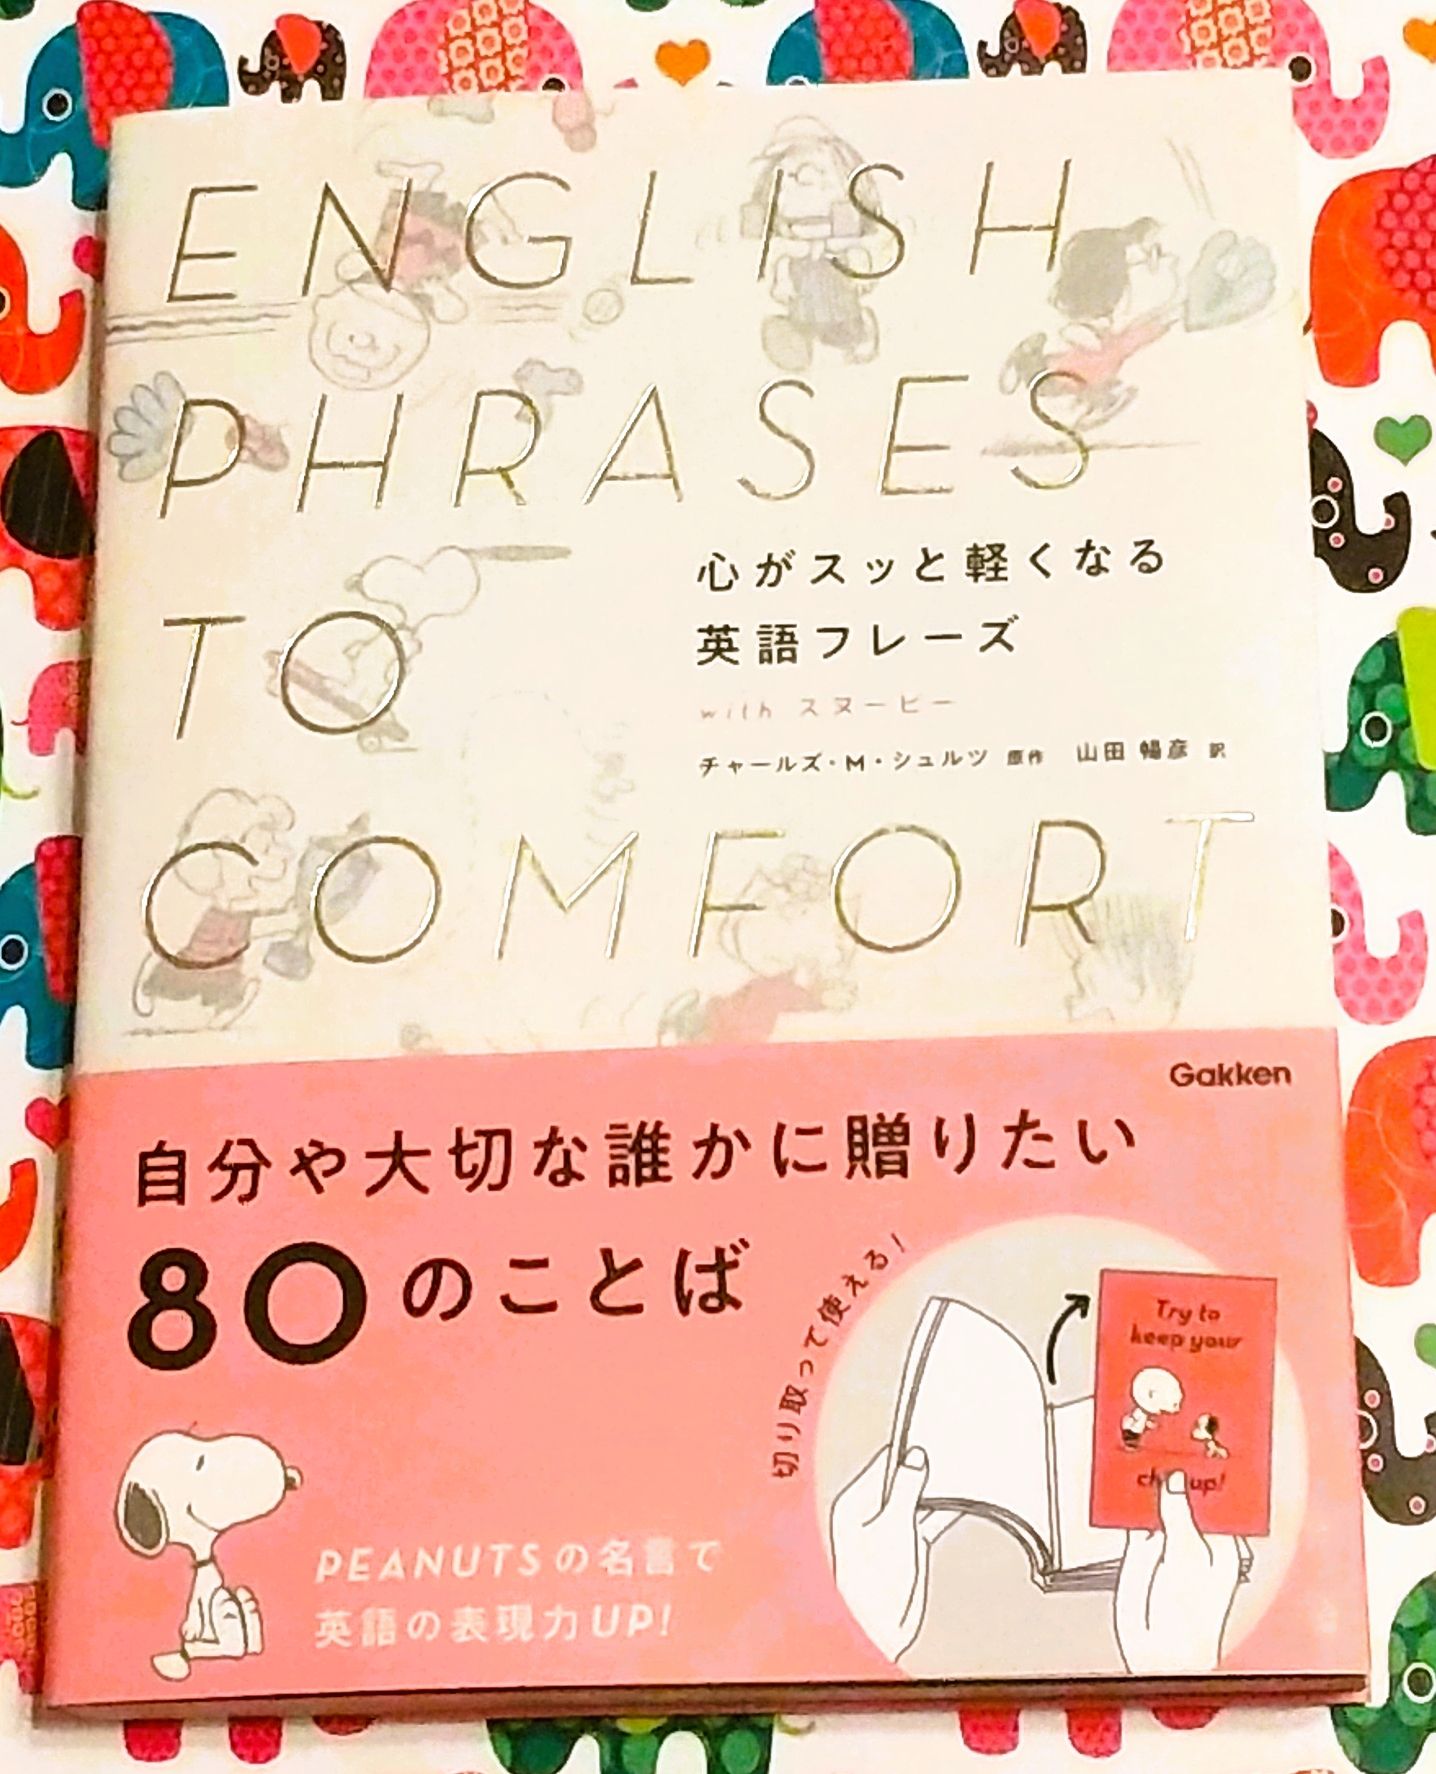 ENGLISH
PHRASES
TO
心がスッと軽くなる
英語フレーズ
with スヌーピー
チャールズ・M・シュルツ 原作 山田 暢彦 訳
COMFORT
Gakken
自分や大切な誰かに贈りたい
80のことば
切り取って使える!
Try to
keep your
up!
PEANUTSの名言で
英語の表現力UP!